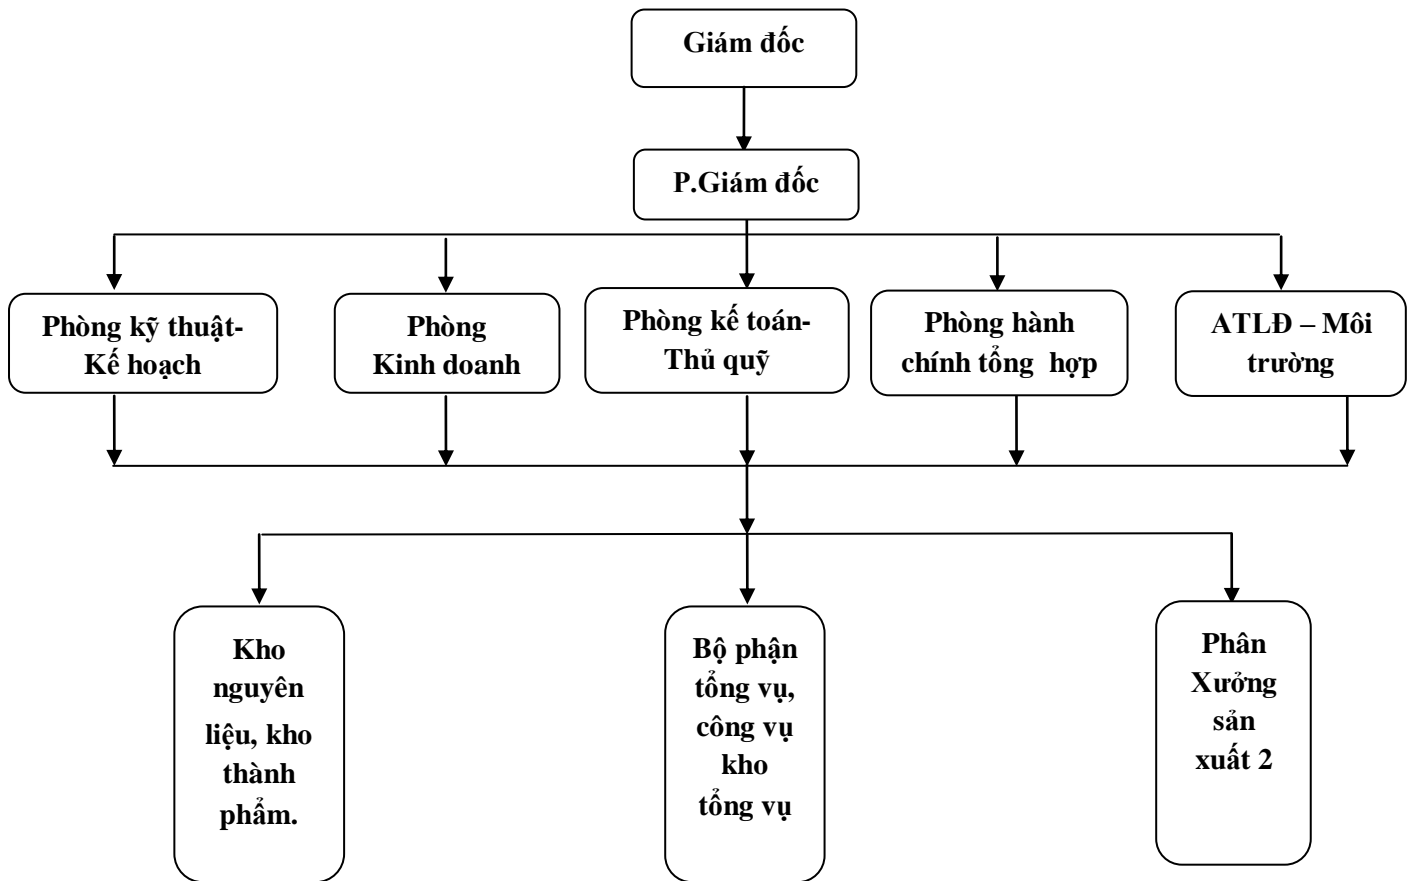 Giám đốc
P.Giám đốc
Phòng kỹ thuật-
Kế hoạch
Phòng
Kinh doanh
Phòng kế toán-
Thủ quỹ
Phòng hành
chính tổng hợp
ATLĐ – Môi
trường
Kho
nguyên
liệu, kho
thành
phẩm.
Bộ phận
tổng vụ,
công vụ
kho
tổng vụ
Phân
Xưởng
sản
xuất 2